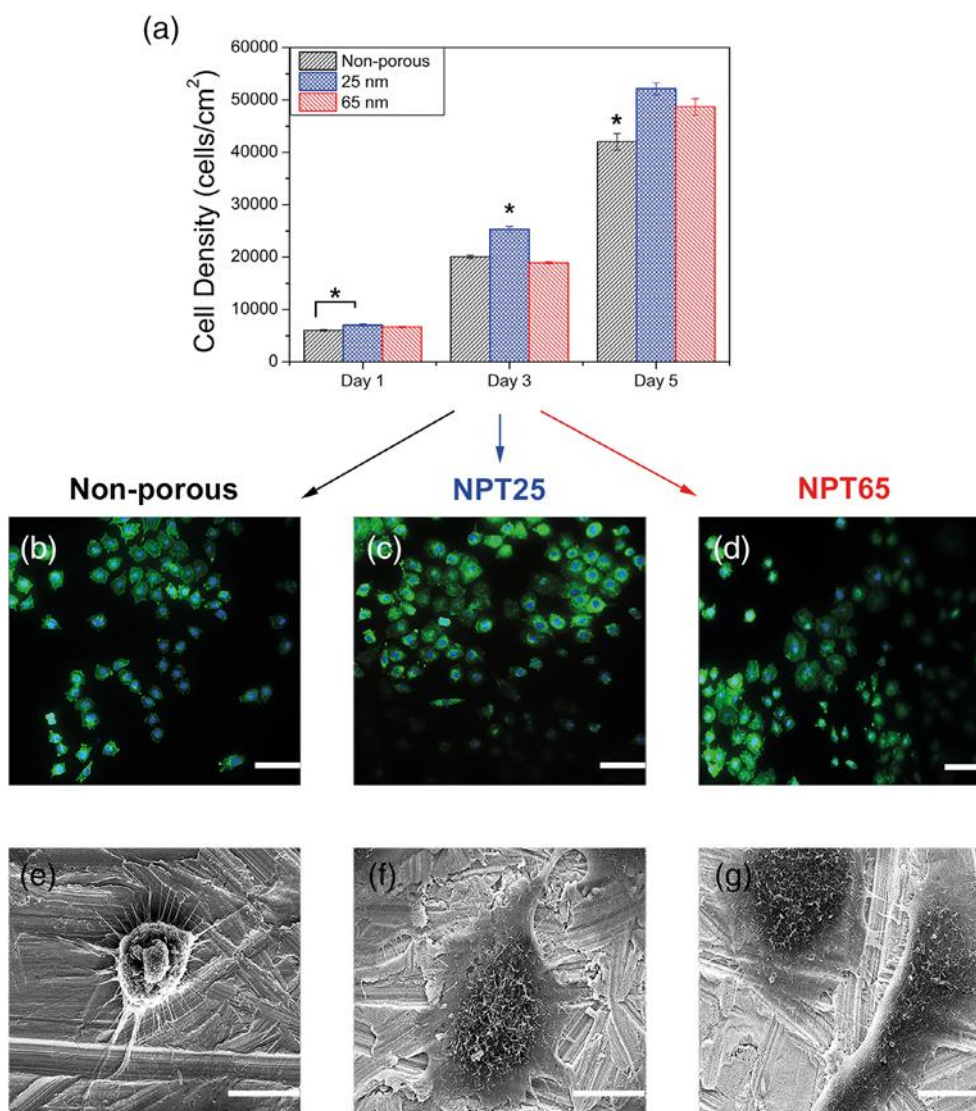 (a)
Cell Density (cells/cm²)
60000
50000
40000
30000
20000
10000
0
Non-porous
25 nm
65 nm
*
*
*
Day 1
Day 3
Day 5
Non-porous
NPT25
NPT65
(b)
(c)
(d)
(e)
(f)
(g)